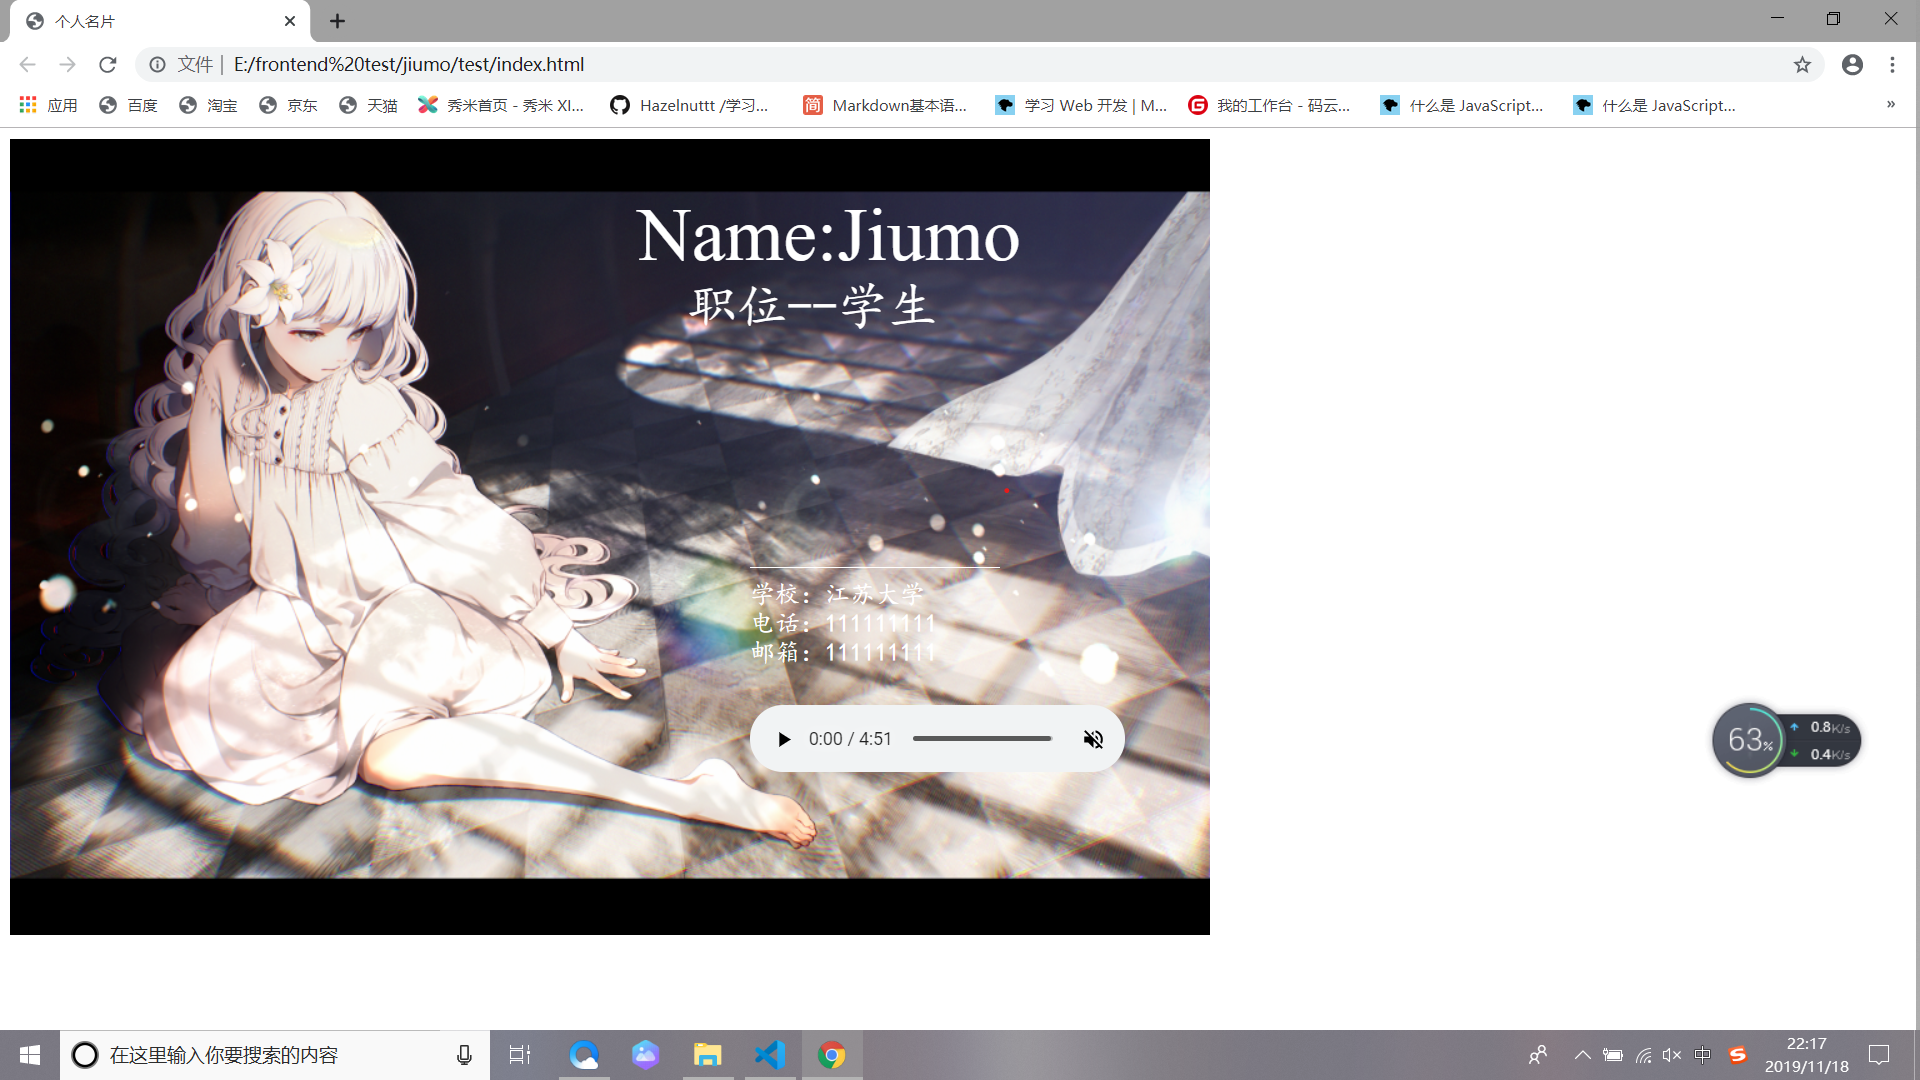 个人名片
文件 | E:/frontend%20test/jiumo/test/index.html
应用 百度 淘宝 京东 天猫 秀米首页 - 秀米 XI... Hazelnuttt /学习... Markdown基本语... 学习 Web 开发 | M... 我的工作台 - 码云... 什么是 JavaScript... 什么是 JavaScript... »
Name:Jiumo
职位--学生
学校：江苏大学
电话：111111111
邮箱：111111111
0:00 / 4:51
63% 0.8K/s
0.4K/s
在这里输入你要搜索的内容
中
22:17
2019/11/18